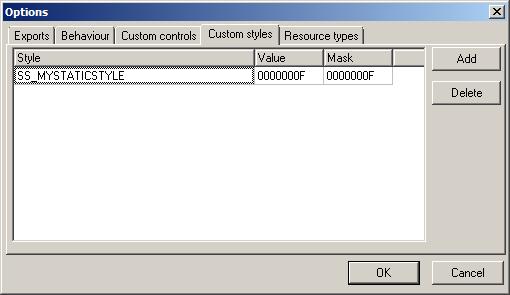 Options
Exports Behaviour Custom controls Custom styles Resource types
Style Value Mask
SS_MYSTATICSTYLE 0000000F 0000000F
Add
Delete
OK Cancel